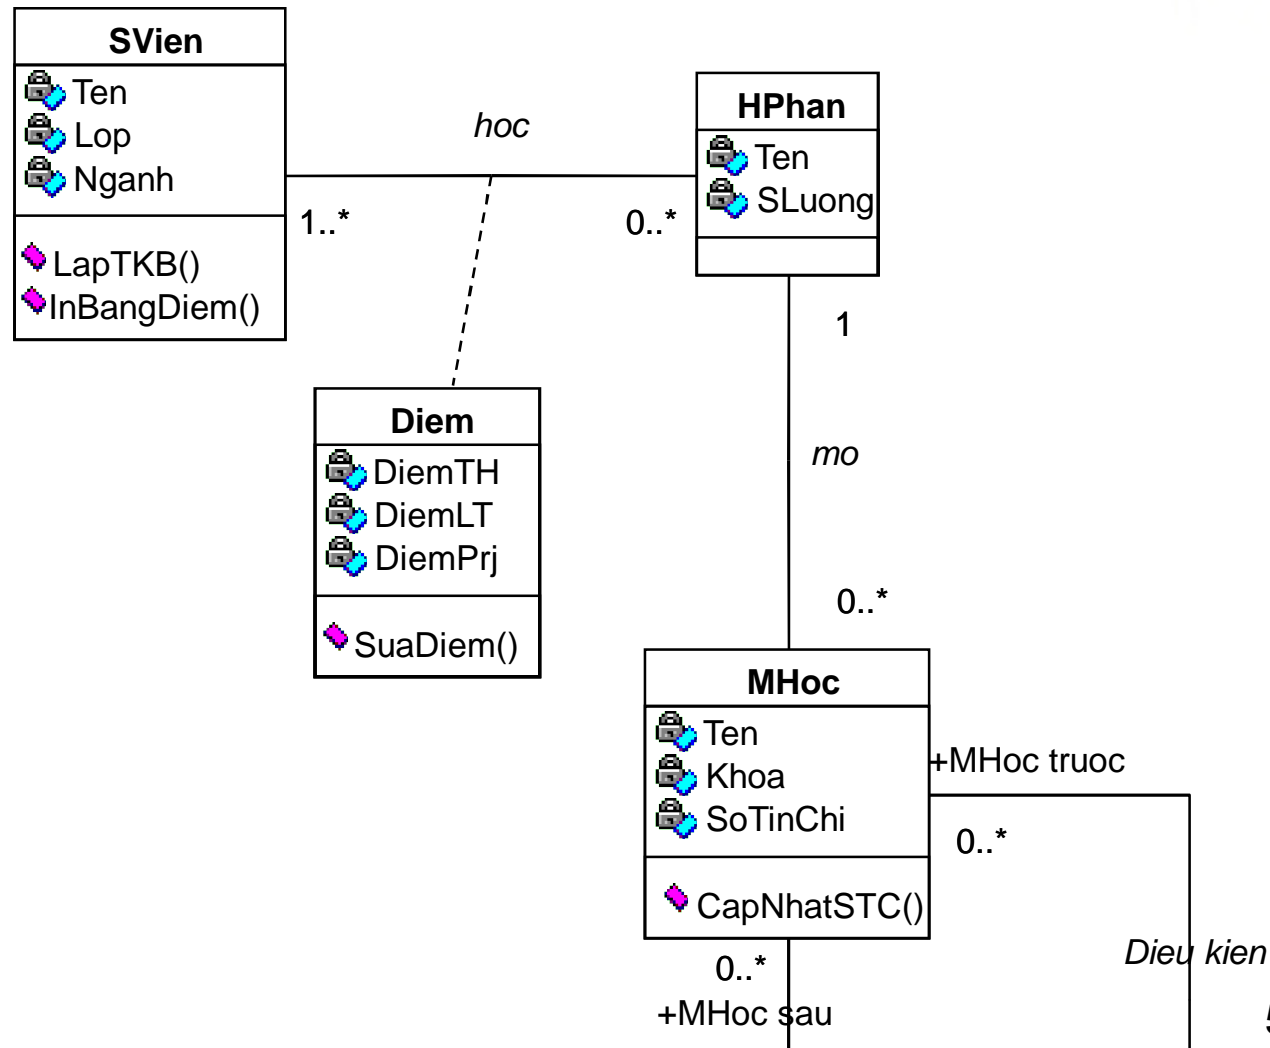 SVien
Ten
Lop
Nganh
LapTKB()
InBangDiem()
hoc
1..*
0..*
HPhan
Ten
SLuong
1
mo
0..*
Diem
DiemTH
DiemLT
DiemPrj
SuaDiem()
MHoc
Ten
Khoa
SoTinChi
CapNhatSTC()
+MHoc truoc
0..*
Dieu kien
0..*
+MHoc sau